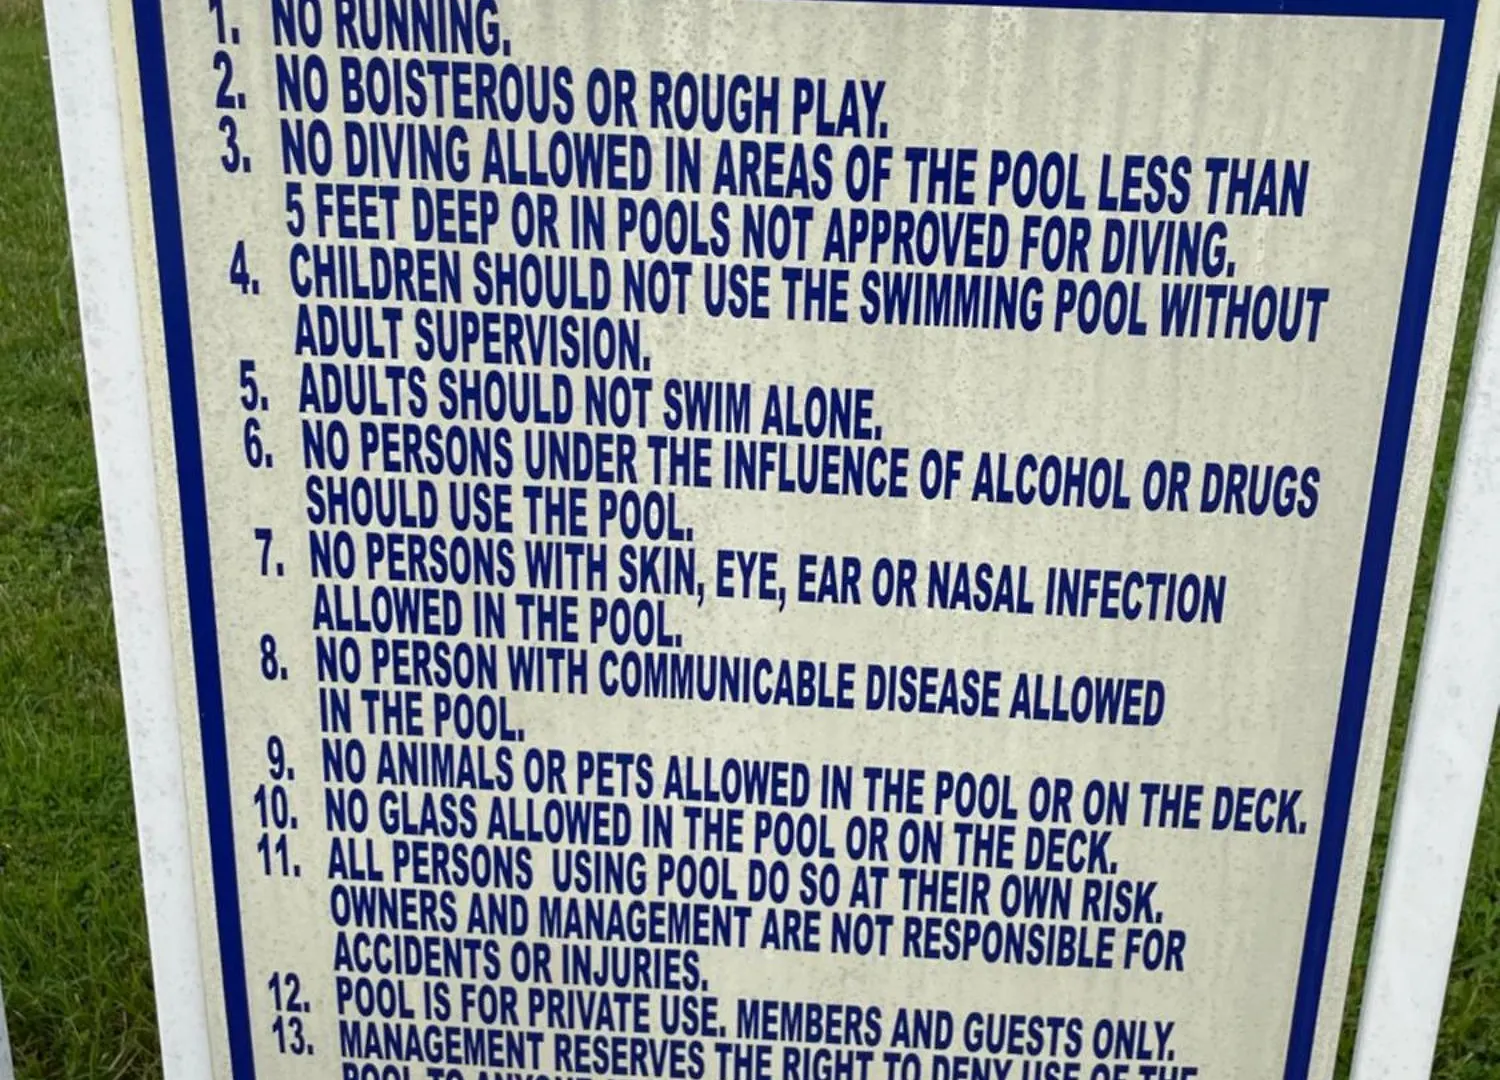 1. NO RUNNING.
2. NO BOISTEROUS OR ROUGH PLAY.
3. NO DIVING ALLOWED IN AREAS OF THE POOL LESS THAN
5 FEET DEEP OR IN POOLS NOT APPROVED FOR DIVING.
4. CHILDREN SHOULD NOT USE THE SWIMMING POOL WITHOUT
ADULT SUPERVISION.
5. ADULTS SHOULD NOT SWIM ALONE.
6. NO PERSONS UNDER THE INFLUENCE OF ALCOHOL OR DRUGS
SHOULD USE THE POOL.
7. NO PERSONS WITH SKIN, EYE, EAR OR NASAL INFECTION
ALLOWED IN THE POOL.
8. NO PERSON WITH COMMUNICABLE DISEASE ALLOWED
IN THE POOL.
9. NO ANIMALS OR PETS ALLOWED IN THE POOL OR ON THE DECK.
10. NO GLASS ALLOWED IN THE POOL OR ON THE DECK.
11. ALL PERSONS USING POOL DO SO AT THEIR OWN RISK.
OWNERS AND MANAGEMENT ARE NOT RESPONSIBLE FOR
ACCIDENTS OR INJURIES.
12. POOL IS FOR PRIVATE USE. MEMBERS AND GUESTS ONLY.
13. MANAGEMENT RESERVES THE RIGHT TO DENY USE OF THE
POOL TO